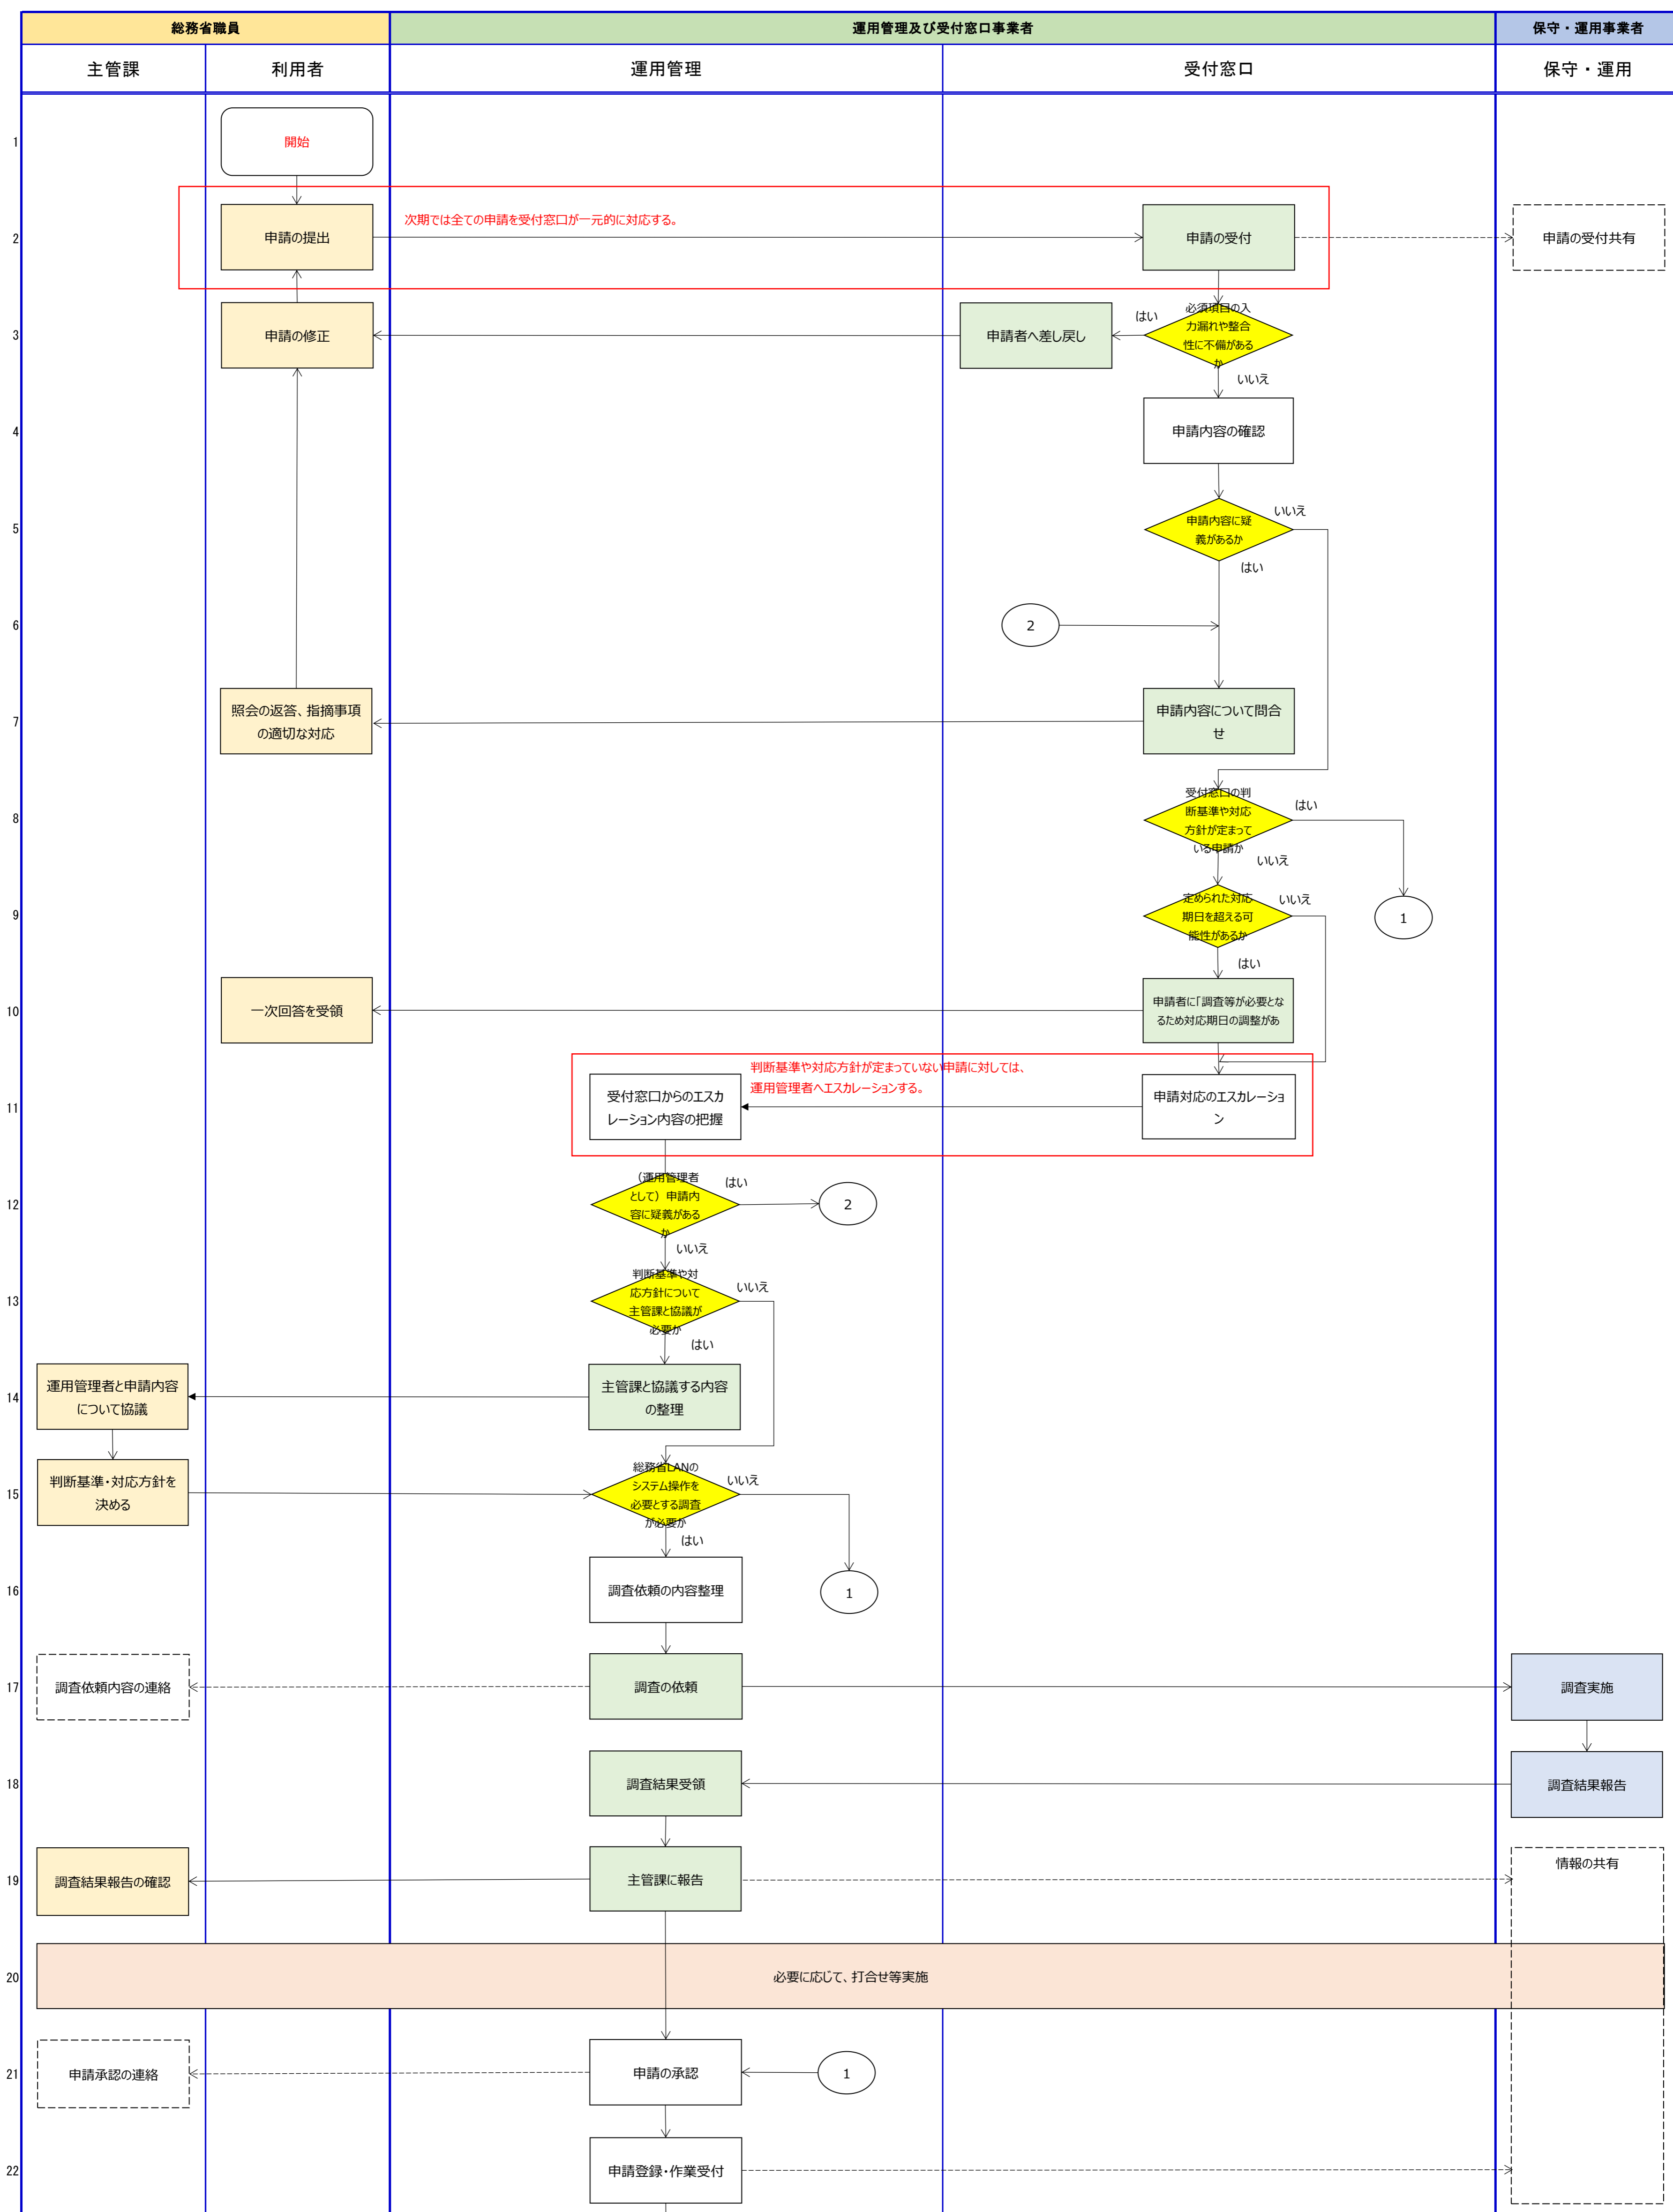 総務省職員
運用管理及び受付窓口事業者
保守・運用事業者
主管課
利用者
運用管理
受付窓口
保守・運用
1
開始
2
申請の提出
次期では全ての申請を受付窓口が一元的に対応する。
申請の受付
申請の受付共有
3
申請の修正
申請者へ差し戻し
はい
必須項目の入
力漏れや整合
性に不備がある
か
いいえ
4
申請内容の確認
5
申請内容に疑
義があるか
いいえ
はい
6
2
7
照会の返答、指摘事項
の適切な対応
申請内容について問合
せ
8
受付窓口の判
断基準や対応
方針が定まって
いる申請か
はい
いいえ
9
定められた対応
期日を超える可
能性があるか
いいえ
1
はい
10
一次回答を受領
申請者に「調査等が必要とな
るため対応期日の調整があ
11
判断基準や対応方針が定まっていない申請に対しては、
運用管理者へエスカレーションする。
受付窓口からのエスカ
レーション内容の把握
申請対応のエスカレーショ
ン
12
（運用管理者
として）申請内
容に疑義がある
か
はい
2
いいえ
13
判断基準や対
応方針について
主管課と協議が
必要か
いいえ
はい
14
運用管理者と申請内容
について協議
主管課と協議する内容
の整理
15
判断基準・対応方針を
決める
総務省LANの
システム操作を
必要とする調査
が必要か
いいえ
はい
16
調査依頼の内容整理
1
17
調査依頼内容の連絡
調査の依頼
調査実施
18
調査結果受領
調査結果報告
19
調査結果報告の確認
主管課に報告
情報の共有
20
必要に応じて、打合せ等実施
21
申請承認の連絡
申請の承認
1
22
申請登録・作業受付